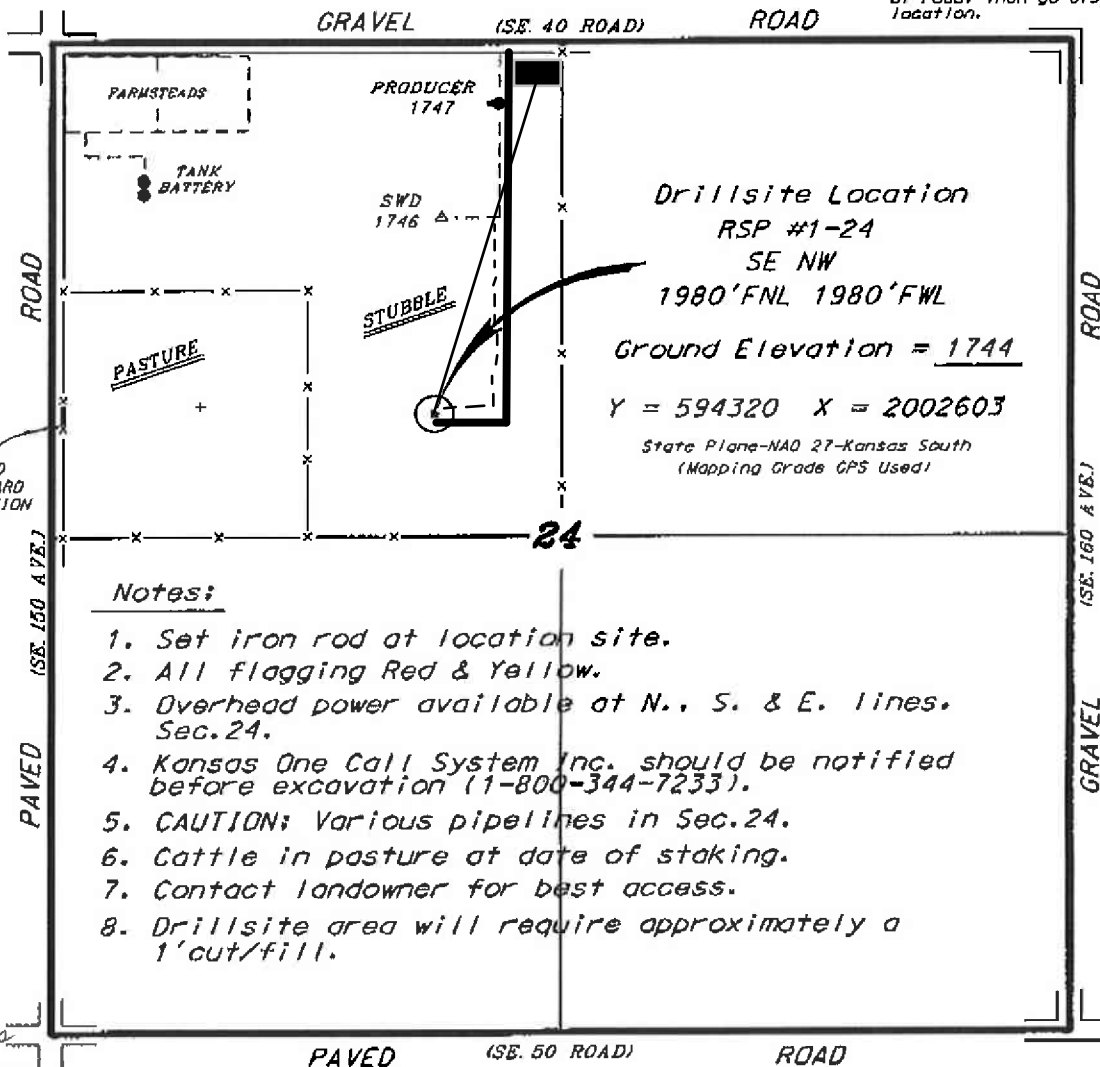 GRAVEL (SE. 40 ROAD) ROAD
location.
FARMSTEADS
PRODUCER
1747
TANK
BATTERY
SWD
1746
Drillsite Location
RSP #1-24
SE NW
1980'FNL 1980'FWL
ROAD
ROAD
STUBBLE
Ground Elevation = 1744
PASTURE
Y = 594320 X = 2002603
State Plane-NAD 27-Kansas South
(Mapping Grade GPS Used)
24
(SE. 150 AVE.)
(SE. 160 AVE.)
Notes:
1. Set iron rod at location site.
2. All flagging Red & Yellow.
3. Overhead power available at N., S. & E. lines.
Sec.24.
4. Kansas One Call System Inc. should be notified
before excavation (1-800-344-7233).
5. CAUTION: Various pipelines in Sec.24.
6. Cattle in pasture at date of staking.
7. Contact landowner for best access.
8. Drillsite area will require approximately a
1'cut/fill.
PAVED
GRAVEL
PAVED (SE. 50 ROAD) ROAD